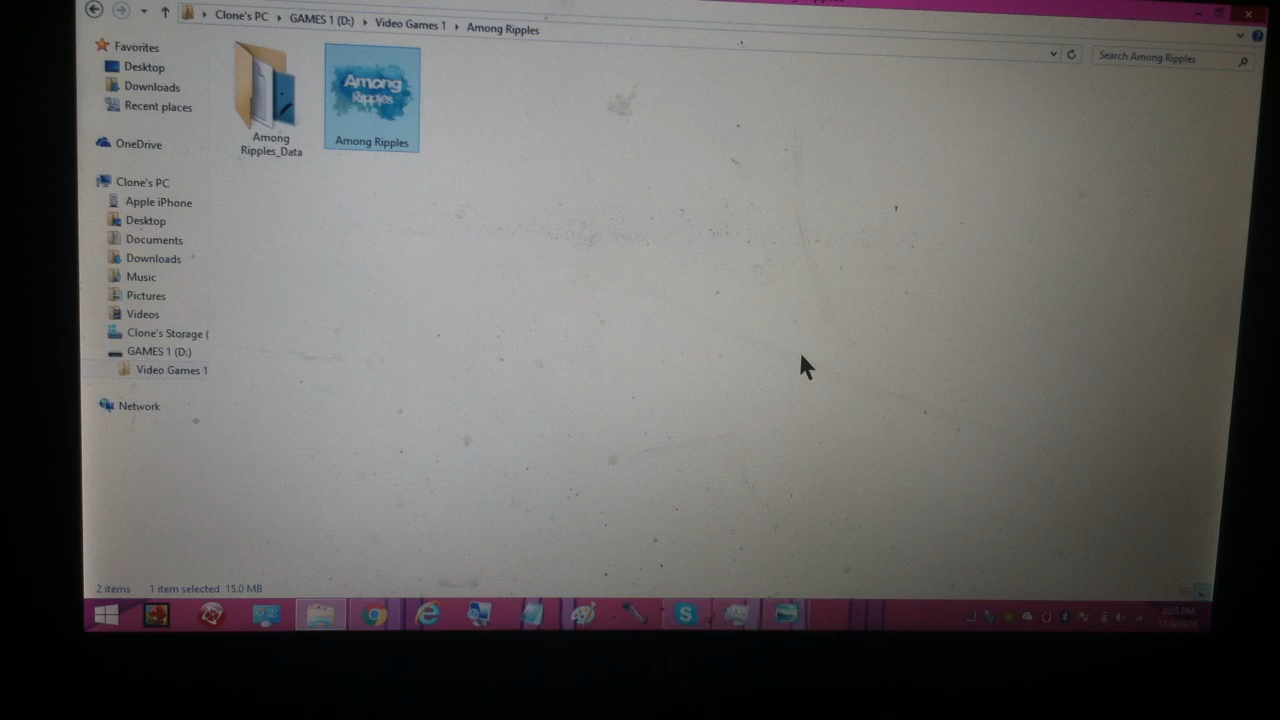 Clone's PC GAMES 1 (D:) Video Games 1 Among Ripples
Search Among Ripples
Favorites
Desktop
Downloads
Recent places
OneDrive
Clone's PC
Apple iPhone
Desktop
Documents
Downloads
Music
Pictures
Videos
Clone's Storage (
GAMES 1 (D:)
Video Games 1
Network
Among
Ripples_Data
Among
Ripples
Among Ripples
2 items 1 item selected 15.0 MB